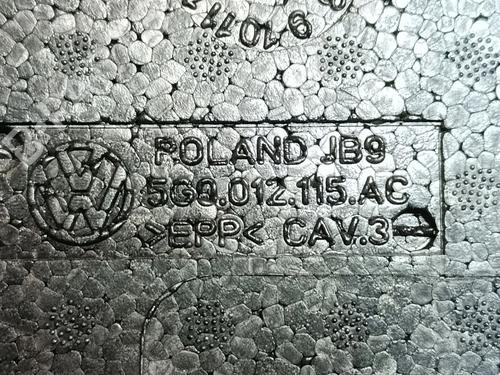 POLAND JB9
5G9.012.115.AC
>EPP< CAV.3